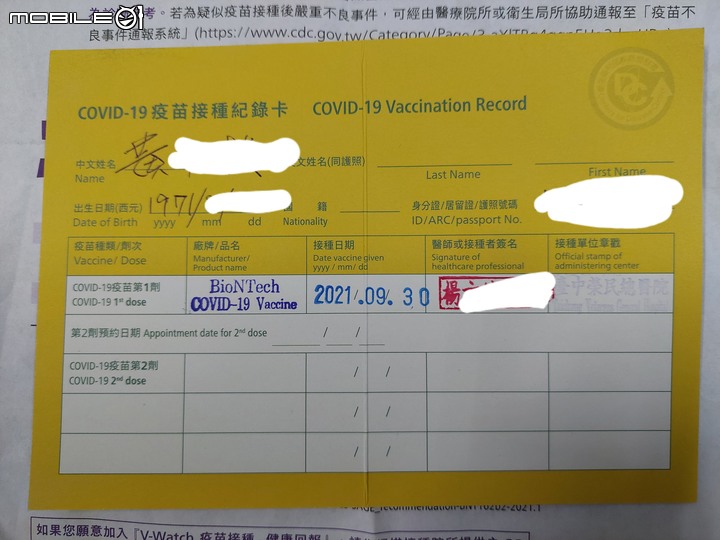 mobile01
考。若為疑似疫苗接種後嚴重不良事件，可經由醫療院所或衛生局所協助通報至「疫苗不
良事件通報系統」(https://www.cdc.gov.tw/Category/Page/
COVID-19 疫苗接種紀錄卡 COVID-19 Vaccination Record
中文姓名 黃 文姓名(同護照)
Name Last Name First Name
出生日期(西元) 1971/ 國 籍 身分證/居留證/護照號碼
Date of Birth yyyy mm dd Nationality ID/ARC/passport No.
疫苗種類/劑次 廠牌/品名 接種日期 醫師或接種者簽名 接種單位章戳
Vaccine/ Dose Manufacturer/ Product name Date vaccine given yyyy / mm/ dd Signature of healthcare professional Official stamp of administering center
COVID-19疫苗第1劑 BioNTech 2021/.09. 30 楊 臺中榮民總醫院
COVID-19 1st dose COVID-19 Vaccine
第2劑預約日期 Appointment date for 2nd dose / /
COVID-19疫苗第2劑 / /
COVID-19 2nd dose
/ /
/ /
如果您願意加入『V-Watch 疫苗接種